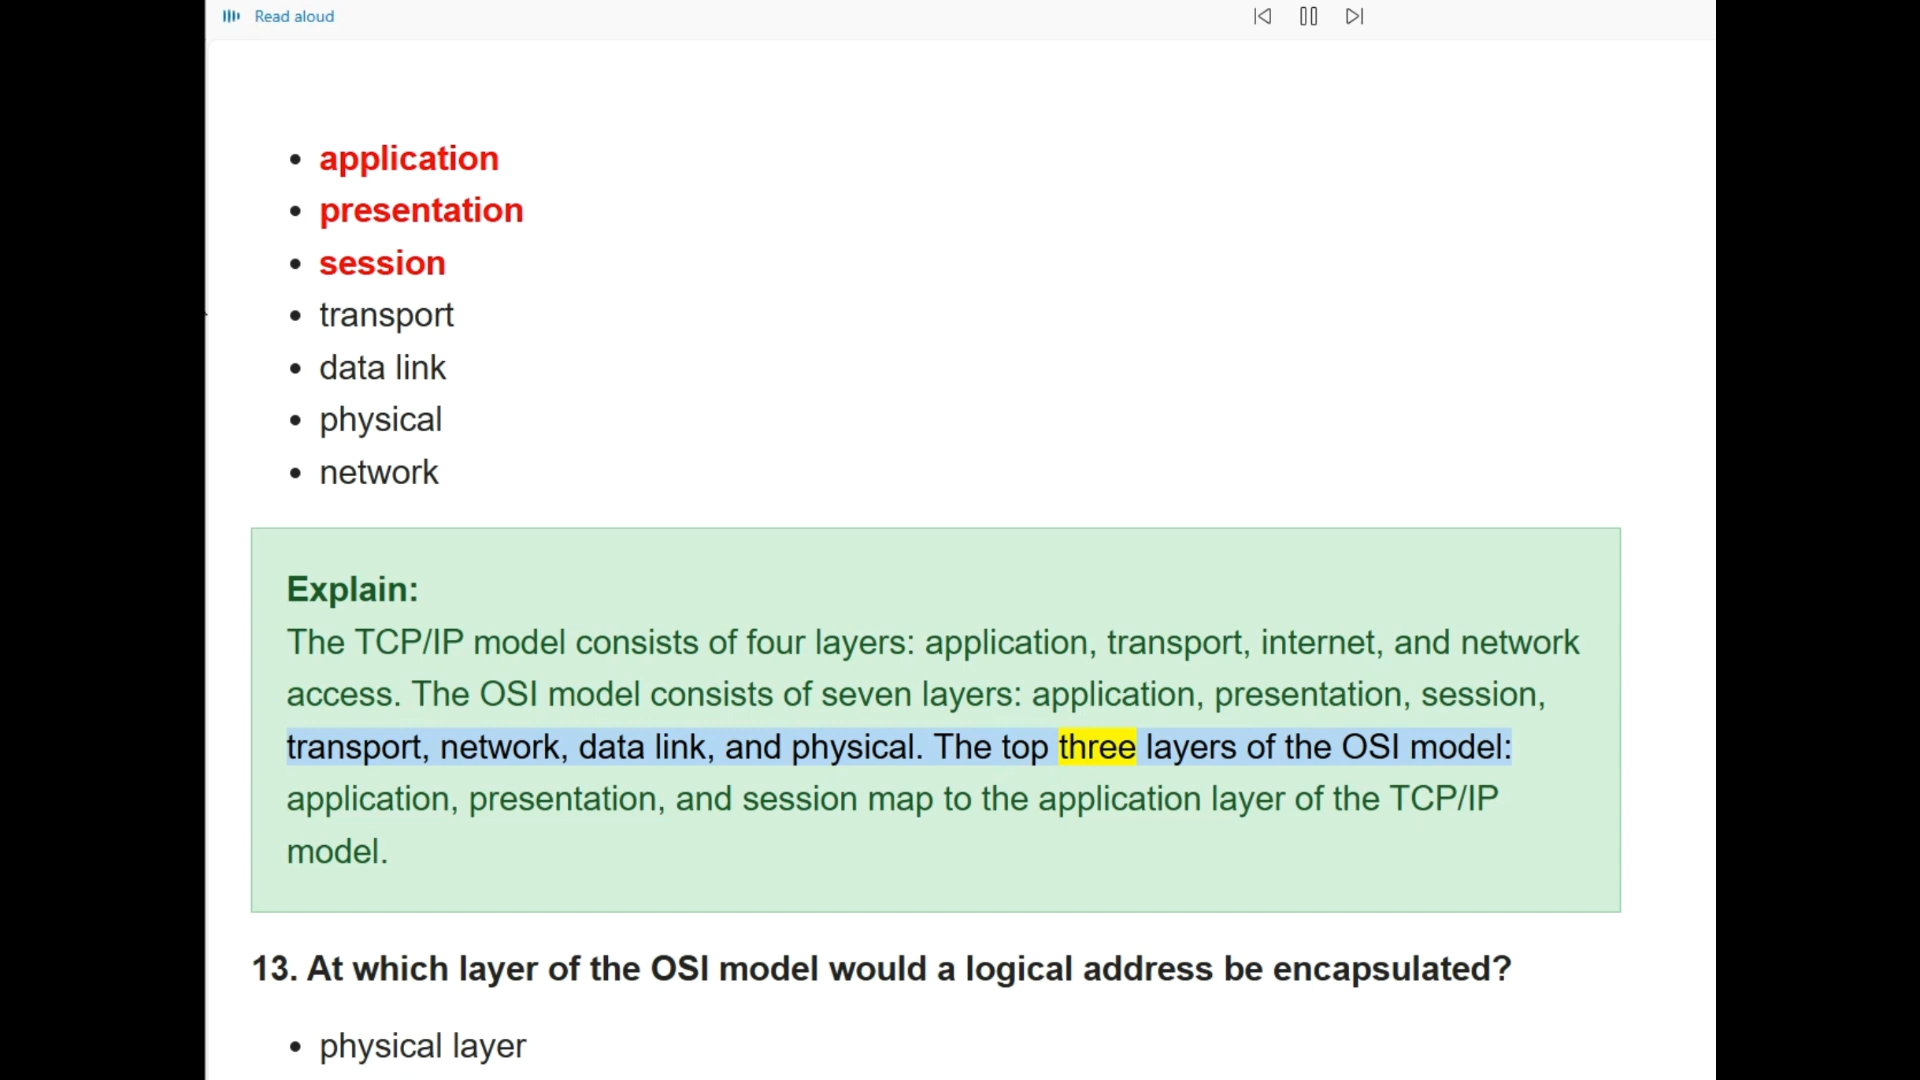 Read aloud
• application
• presentation
• session
• transport
• data link
• physical
• network
Explain:
The TCP/IP model consists of four layers: application, transport, internet, and network
access. The OSI model consists of seven layers: application, presentation, session,
transport, network, data link, and physical. The top three layers of the OSI model:
application, presentation, and session map to the application layer of the TCP/IP
model.
13. At which layer of the OSI model would a logical address be encapsulated?
• physical layer